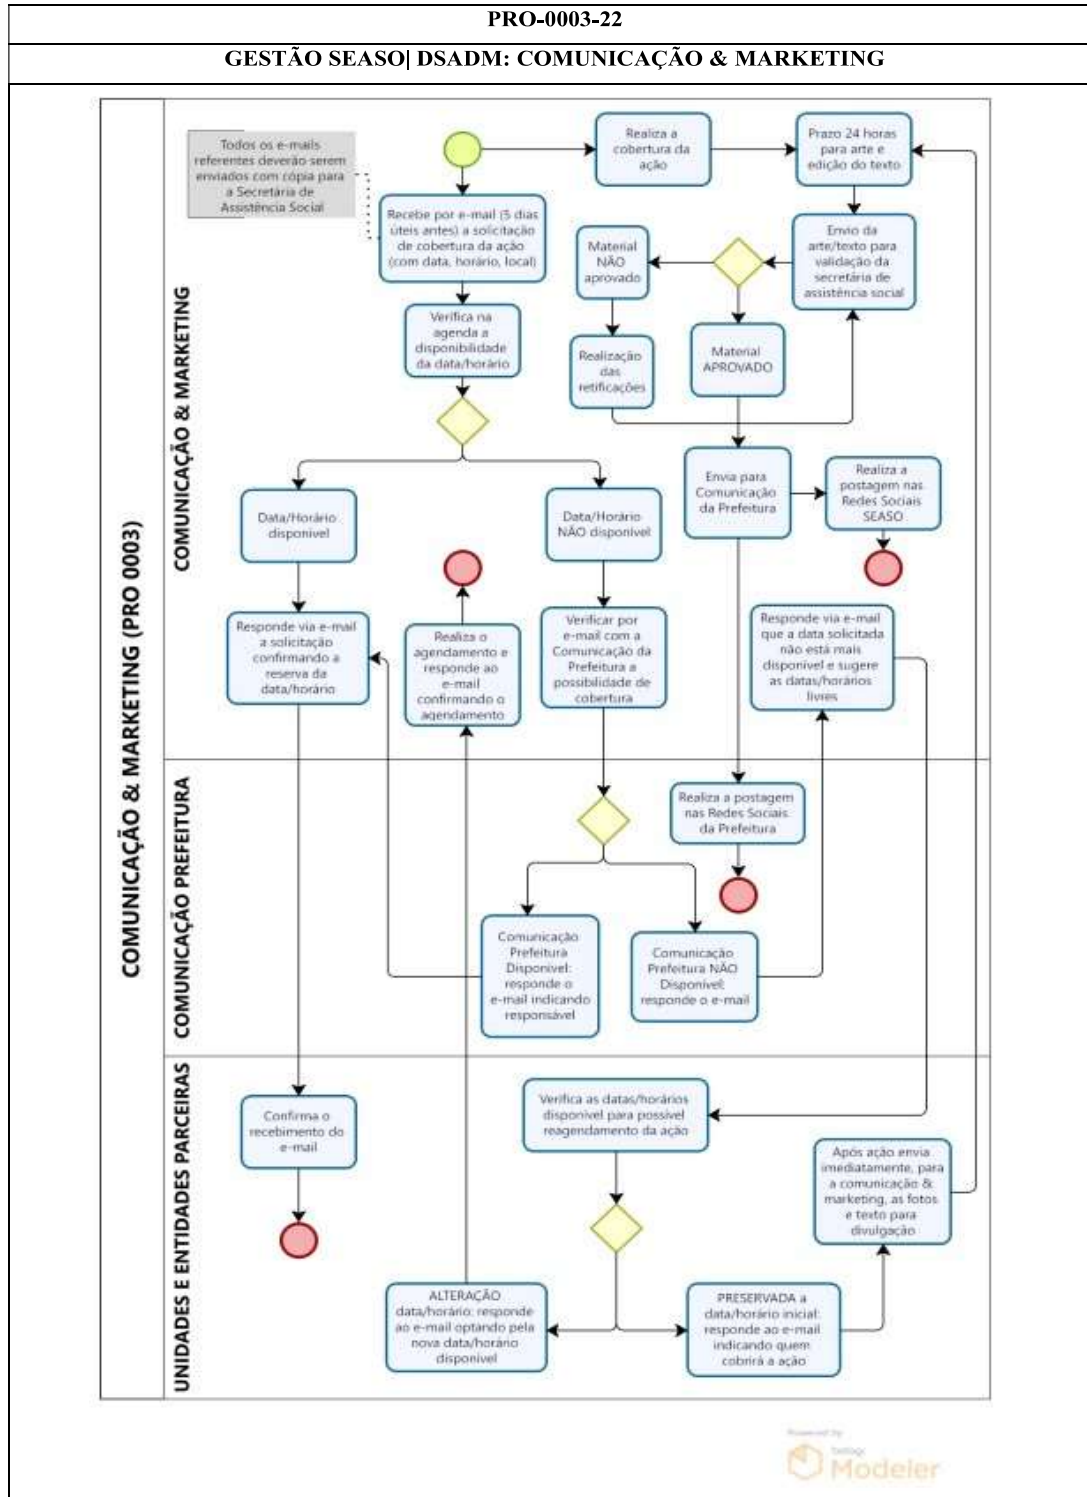 PRO-0003-22
GESTÃO SEASO| DSADM: COMUNICAÇÃO & MARKETING
COMUNICAÇÃO & MARKETING (PRO 0003)
COMUNICAÇÃO & MARKETING
Todos os e-mails
referentes deverão serem
enviados com cópia para
a Secretária de
Assistência Social
Realiza a
cobertura da
ação
Prazo 24 horas
para arte e
edição do texto
Recebe por e-mail (5 dias
úteis antes) a solicitação
de cobertura da ação
(com data, horário, local)
Material
NÃO
aprovado
Envio da
arte/texto para
validação da
secretária de
assistência social
Verifica na
agenda a
disponibilidade
da data/horário
Realização
das
retificações
Material
APROVADO
Envia para
Comunicação
da Prefeitura
Realiza a
postagem nas
Redes Sociais
SEASO
Data/Horário
disponível
Data/Horário
NÃO disponível
Responde via e-mail
a solicitação
confirmando a
reserva da
data/horário
Realiza o
agendamento e
responde ao
e-mail
confirmando o
agendamento
Verificar por
e-mail com a
Comunicação da
Prefeitura a
possibilidade de
cobertura
Responde via e-mail
que a data solicitada
não está mais
disponível e sugere
as datas/horários
livres
COMUNICAÇÃO PREFEITURA
Realiza a postagem
nas Redes Sociais
da Prefeitura
Comunicação
Prefeitura
Disponível:
responde o
e-mail indicando
responsável
Comunicação
Prefeitura NÃO
Disponível:
responde o e-mail
UNIDADES E ENTIDADES PARCEIRAS
Confirma o
recebimento do
e-mail
Verifica as datas/horários
disponível para possível
reagendamento da ação
Após ação envia
imediatamente, para
a comunicação &
marketing, as fotos
e texto para
divulgação
ALTERAÇÃO
data/horário: responde
ao e-mail optando pela
nova data/horário
disponível
PRESERVADA a
data/horário inicial:
responde ao e-mail
indicando quem
cobrirá a ação
Powered by
bizagi
Modeler